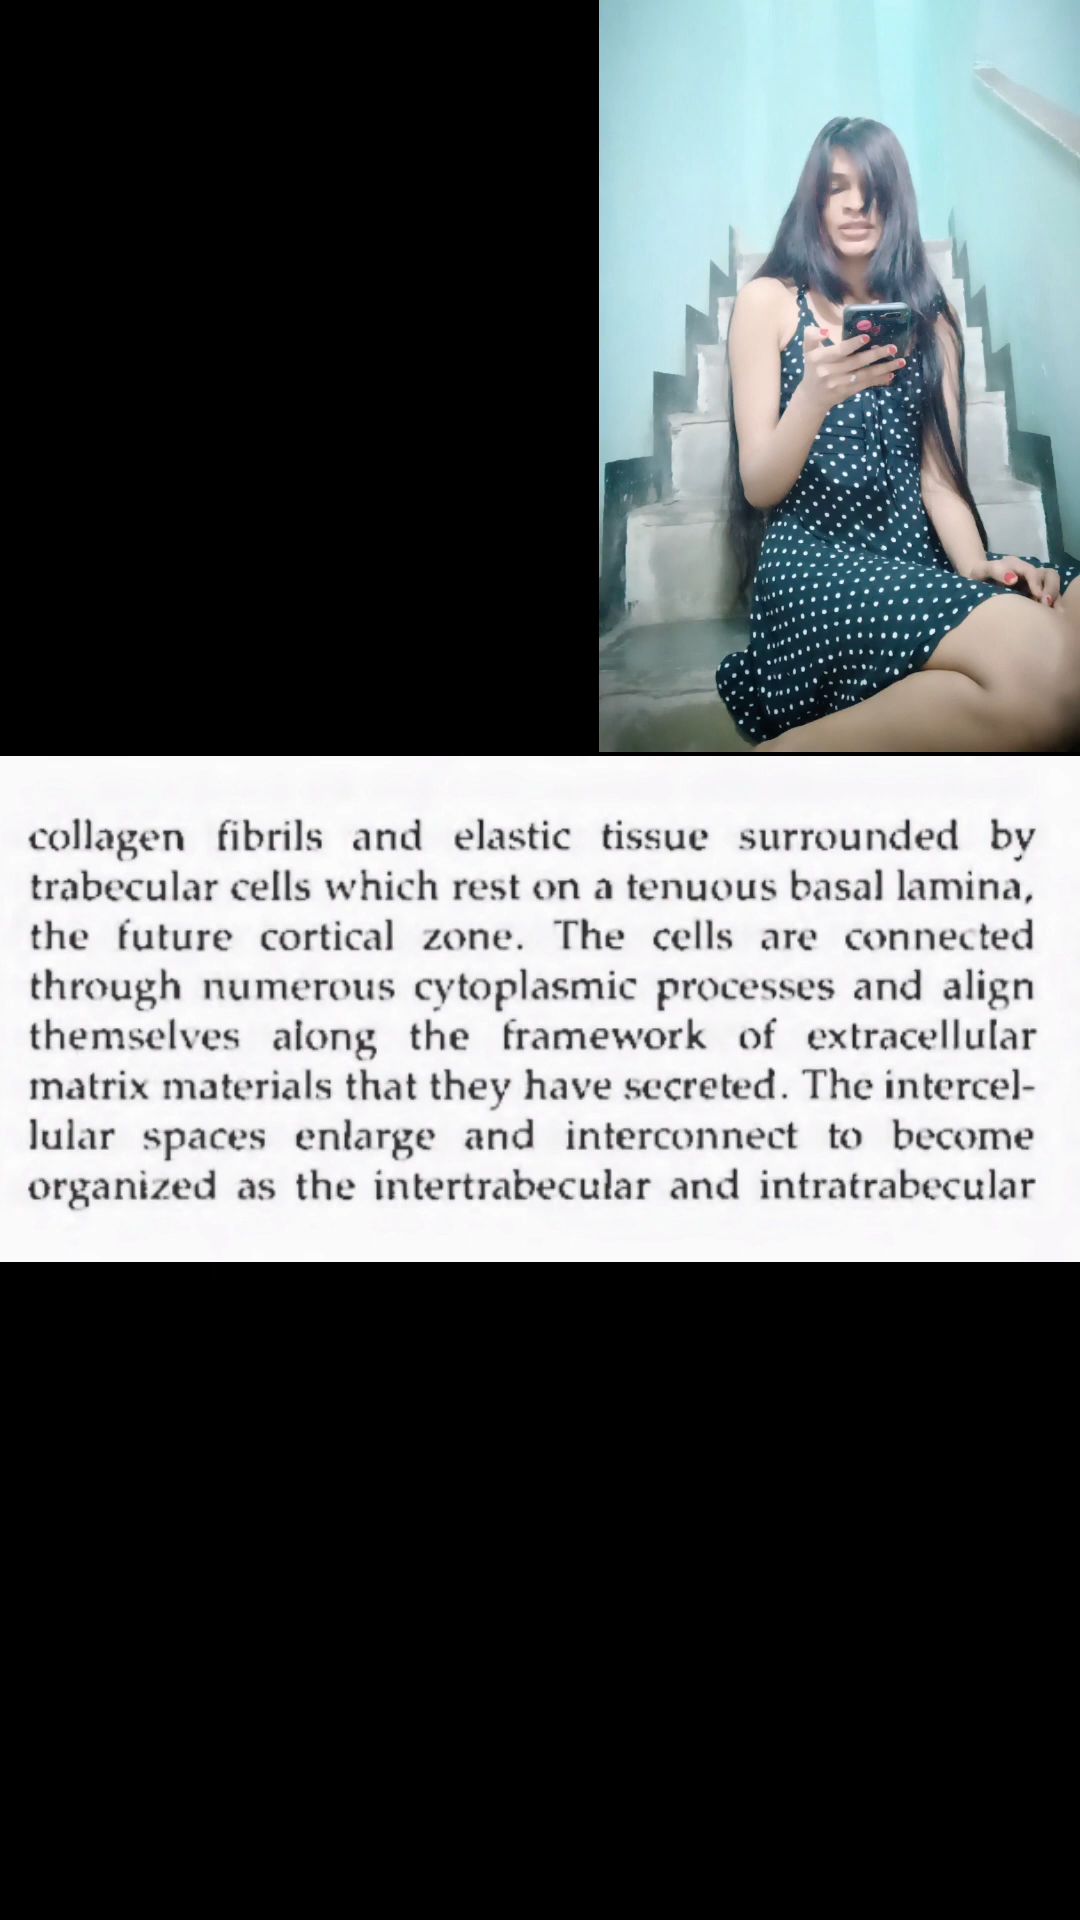 collagen fibrils and elastic tissue surrounded by
trabecular cells which rest on a tenuous basal lamina,
the future cortical zone. The cells are connected
through numerous cytoplasmic processes and align
themselves along the framework of extracellular
matrix materials that they have secreted. The intercel-
lular spaces enlarge and interconnect to become
organized as the intertrabecular and intratrabecular